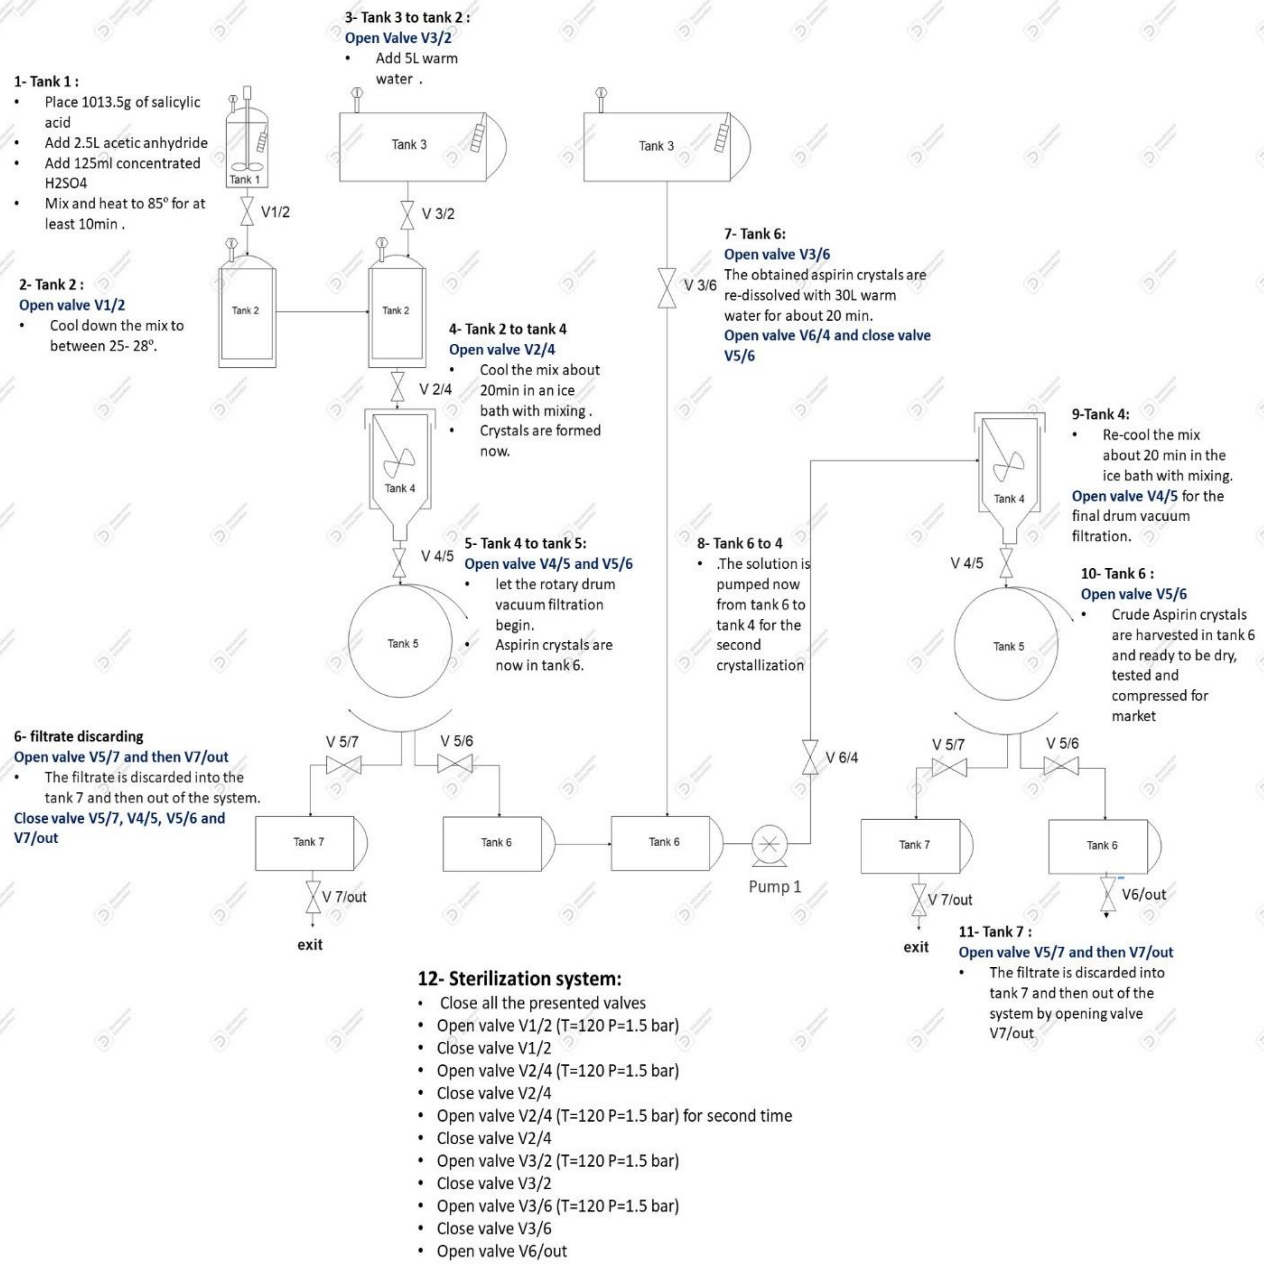 3- Tank 3 to tank 2 :
Open Valve V3/2
• Add 5L warm
water .
1- Tank 1 :
• Place 1013.5g of salicylic
acid
• Add 2.5L acetic anhydride
• Add 125ml concentrated
H2SO4
• Mix and heat to 85º for at
least 10min .
Tank 1
Tank 3
Tank 3
V1/2
V 3/2
7- Tank 6:
Open valve V3/6
The obtained aspirin crystals are
re-dissolved with 30L warm
water for about 20 min.
Open valve V6/4 and close valve
V5/6
V 3/6
2- Tank 2 :
Open valve V1/2
• Cool down the mix to
between 25- 28º.
Tank 2
Tank 2
4- Tank 2 to tank 4
Open valve V2/4
• Cool the mix about
20min in an ice
bath with mixing .
• Crystals are formed
now.
V 2/4
Tank 4
9-Tank 4:
• Re-cool the mix
about 20 min in the
ice bath with mixing.
Open valve V4/5 for the
final drum vacuum
filtration.
Tank 4
V 4/5
5- Tank 4 to tank 5:
Open valve V4/5 and V5/6
• let the rotary drum
vacuum filtration
begin.
• Aspirin crystals are
now in tank 6.
Tank 5
8- Tank 6 to 4
• .The solution is
pumped now
from tank 6 to
tank 4 for the
second
crystallization
V 4/5
10- Tank 6 :
Open valve V5/6
• Crude Aspirin crystals
are harvested in tank 6
and ready to be dry,
tested and
compressed for
market
Tank 5
6- filtrate discarding
Open valve V5/7 and then V7/out
• The filtrate is discarded into the
tank 7 and then out of the system.
Close valve V5/7, V4/5, V5/6 and
V7/out
V 5/7
V 5/6
V 6/4
V 5/7
V 5/6
Tank 7
Tank 6
Tank 6
Pump 1
Tank 7
Tank 6
V 7/out
exit
V 7/out
exit
V6/out
11- Tank 7 :
Open valve V5/7 and then V7/out
• The filtrate is discarded into
tank 7 and then out of the
system by opening valve
V7/out
12- Sterilization system:
• Close all the presented valves
• Open valve V1/2 (T=120 P=1.5 bar)
• Close valve V1/2
• Open valve V2/4 (T=120 P=1.5 bar)
• Close valve V2/4
• Open valve V2/4 (T=120 P=1.5 bar) for second time
• Close valve V2/4
• Open valve V3/2 (T=120 P=1.5 bar)
• Close valve V3/2
• Open valve V3/6 (T=120 P=1.5 bar)
• Close valve V3/6
• Open valve V6/out